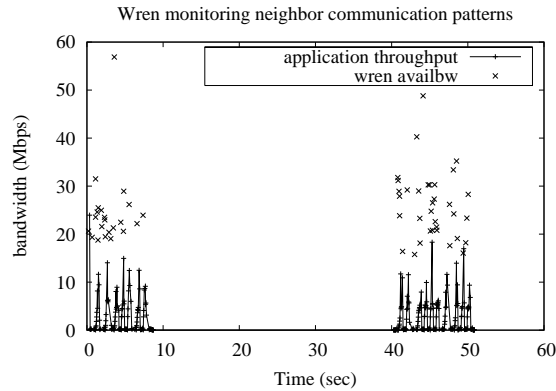 Wren monitoring neighbor communication patterns
application throughput
wren availbw
bandwidth (Mbps)
60
50
40
30
20
10
0
0 10 20 30 40 50 60
Time (sec)